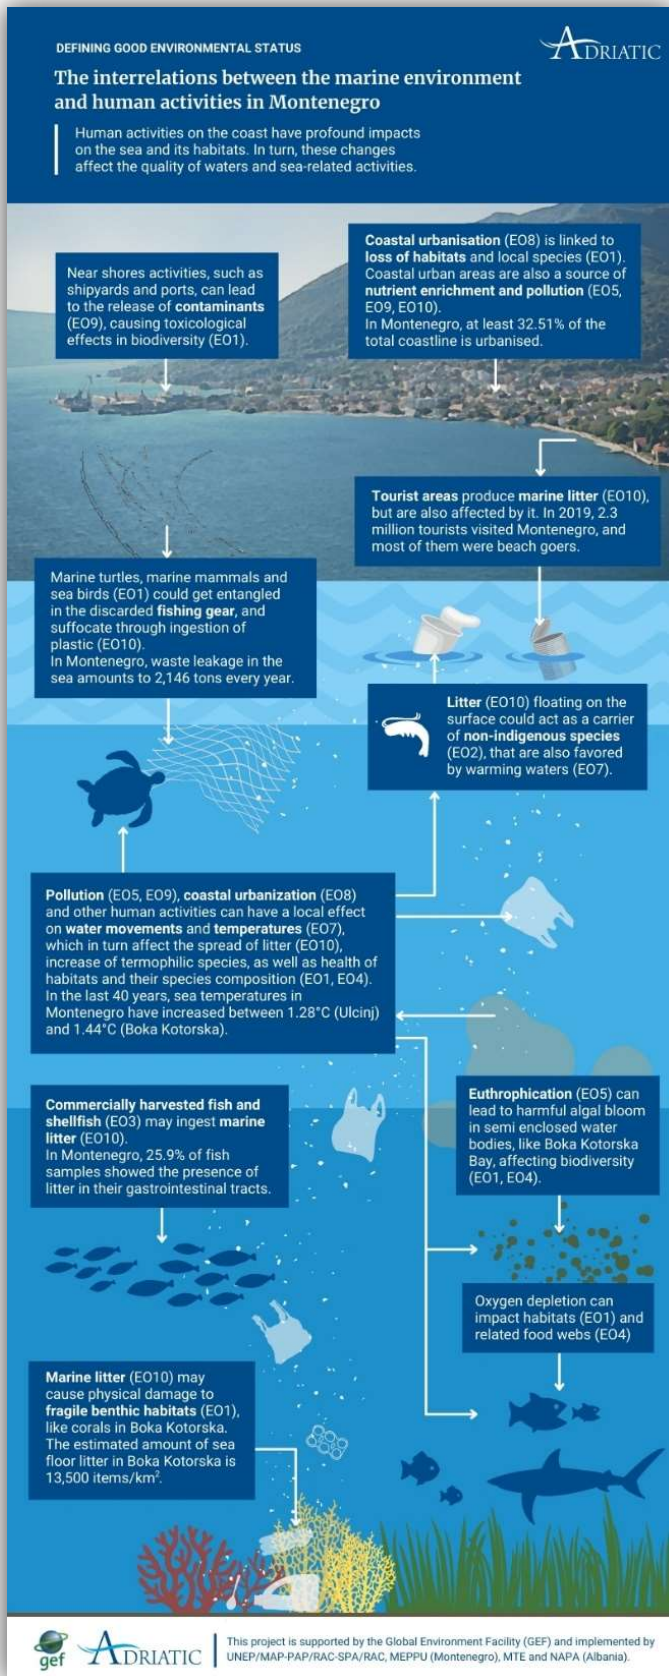 DEFINING GOOD ENVIRONMENTAL STATUS
ADRIATIC
The interrelations between the marine environment
and human activities in Montenegro
Human activities on the coast have profound impacts
on the sea and its habitats. In turn, these changes
affect the quality of waters and sea-related activities.
Near shores activities, such as
shipyards and ports, can lead
to the release of contaminants
(EO9), causing toxicological
effects in biodiversity (EO1).
Coastal urbanisation (EO8) is linked to
loss of habitats and local species (EO1).
Coastal urban areas are also a source of
nutrient enrichment and pollution (EO5,
EO9, EO10).
In Montenegro, at least 32.51% of the
total coastline is urbanised.
Tourist areas produce marine litter (EO10),
but are also affected by it. In 2019, 2.3
million tourists visited Montenegro, and
most of them were beach goers.
Marine turtles, marine mammals and
sea birds (EO1) could get entangled
in the discarded fishing gear, and
suffocate through ingestion of
plastic (EO10).
In Montenegro, waste leakage in the
sea amounts to 2,146 tons every year.
Litter (EO10) floating on the
surface could act as a carrier
of non-indigenous species
(EO2), that are also favored
by warming waters (EO7).
Pollution (EO5, EO9), coastal urbanization (EO8)
and other human activities can have a local effect
on water movements and temperatures (EO7),
which in turn affect the spread of litter (EO10),
increase of termophilic species, as well as health of
habitats and their species composition (EO1, EO4).
In the last 40 years, sea temperatures in
Montenegro have increased between 1.28°C (Ulcinj)
and 1.44°C (Boka Kotorska).
Commercially harvested fish and
shellfish (EO3) may ingest marine
litter (EO10).
In Montenegro, 25.9% of fish
samples showed the presence of
litter in their gastrointestinal tracts.
Euthrophication (EO5) can
lead to harmful algal bloom
in semi enclosed water
bodies, like Boka Kotorska
Bay, affecting biodiversity
(EO1, EO4).
Oxygen depletion can
impact habitats (EO1) and
related food webs (EO4)
Marine litter (EO10) may
cause physical damage to
fragile benthic habitats (EO1),
like corals in Boka Kotorska.
The estimated amount of sea
floor litter in Boka Kotorska is
13,500 items/km².
gef
ADRIATIC
This project is supported by the Global Environment Facility (GEF) and implemented by
UNEP/MAP-PAP/RAC-SPA/RAC, MEPPU (Montenegro), MTE and NAPA (Albania).